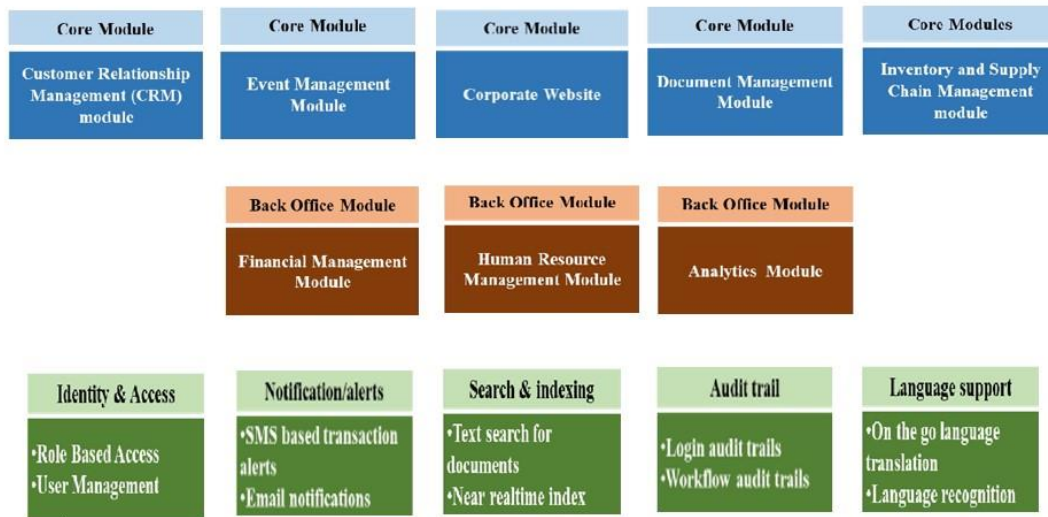 Core Module
Core Module
Core Module
Core Module
Core Modules
Customer Relationship
Management (CRM)
module
Event Management
Module
Corporate Website
Document Management
Module
Inventory and Supply
Chain Management
module
Back Office Module
Back Office Module
Back Office Module
Financial Management
Module
Human Resource
Management Module
Analytics Module
Identity & Access
Notification/alerts
Search & indexing
Audit trail
Language support
•Role Based Access
•User Management
•SMS based transaction
alerts
•Email notifications
•Text search for
documents
•Near realtime index
•Login audit trails
•Workflow audit trails
•On the go language
translation
•Language recognition